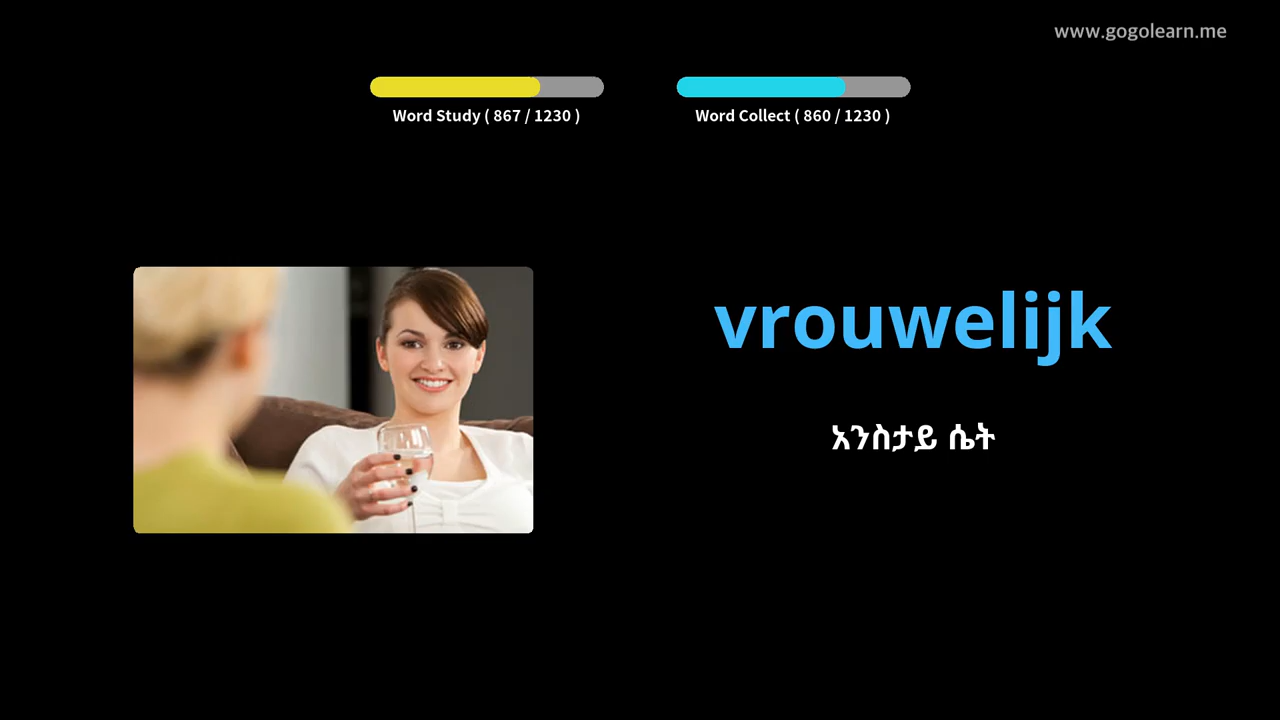 www.gogolearn.me
Word Study ( 867 / 1230 )
Word Collect ( 860 / 1230 )
vrouwelijk
አንስታይ ሴት